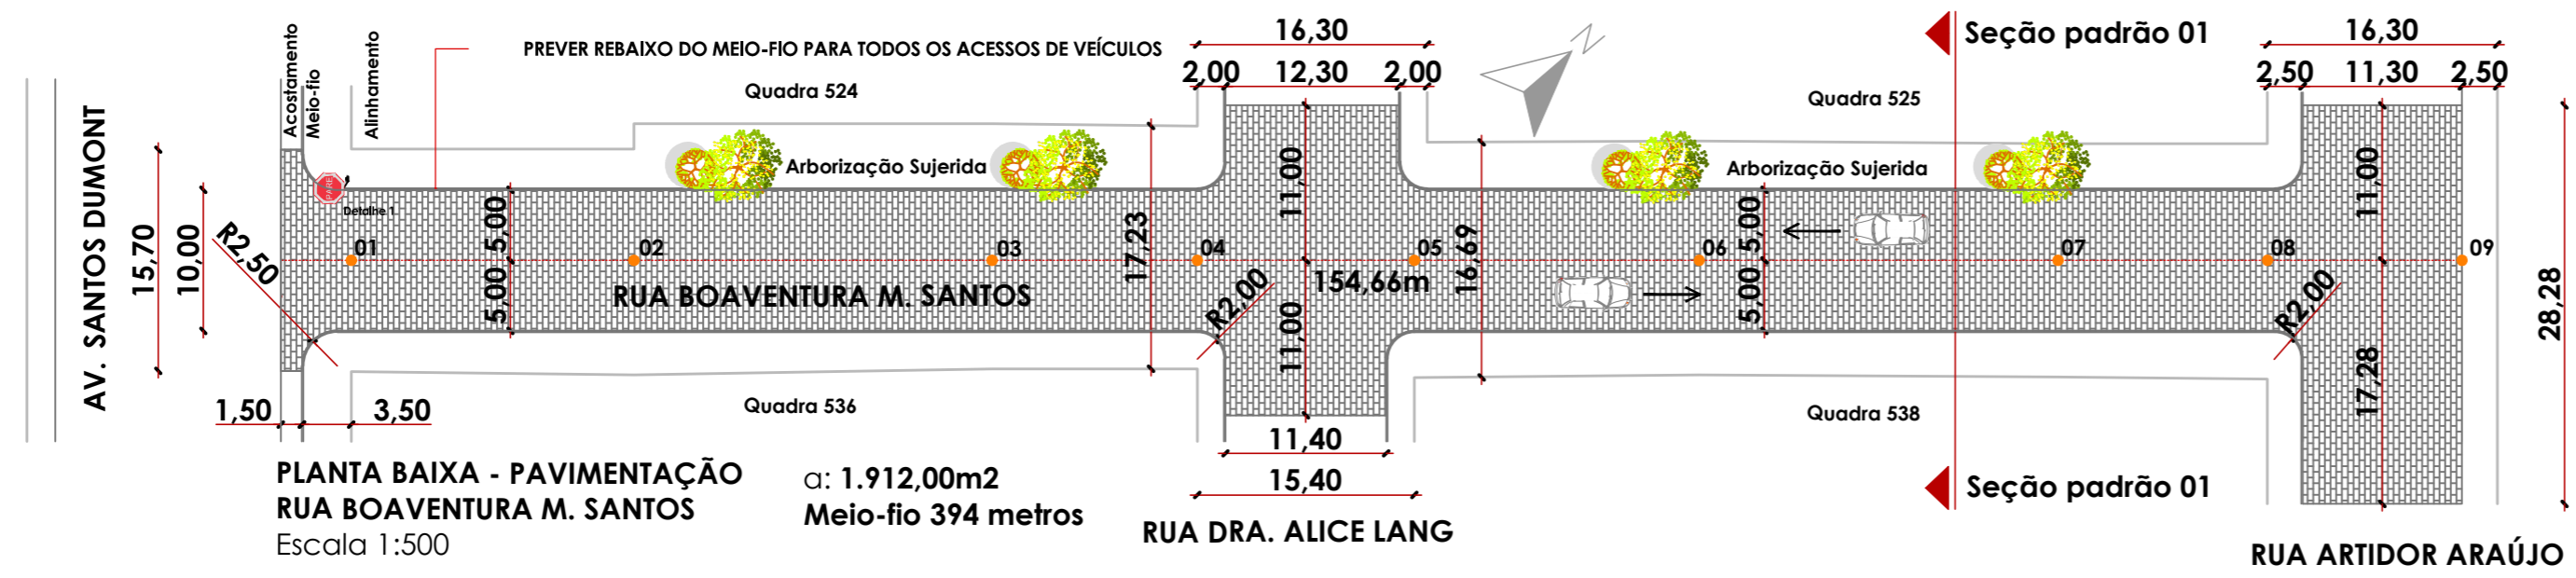 AV. SANTOS DUMONT
Acostamento
Meio-fio
Alinhamento
PREVER REBAIXO DO MEIO-FIO PARA TODOS OS ACESSOS DE VEÍCULOS
Quadra 524
16,30
2,00 12,30 2,00
N
Seção padrão 01
Quadra 525
16,30
2,50 11,30 2,50
PARE
Detalhe 1
Arborização Sujerida
Arborização Sujerida
15,70
10,00
R2,50
5,00
5,00
01
02
03
04
05
06
07
08
09
17,23
11,00
11,00
16,69
5,00
5,00
11,00
17,28
28,28
RUA BOAVENTURA M. SANTOS
154,66m
R2,00
R2,00
1,50
3,50
Quadra 536
Quadra 538
11,40
15,40
RUA DRA. ALICE LANG
Seção padrão 01
RUA ARTIDOR ARAÚJO
PLANTA BAIXA - PAVIMENTAÇÃO
RUA BOAVENTURA M. SANTOS
Escala 1:500
a: 1.912,00m2
Meio-fio 394 metros